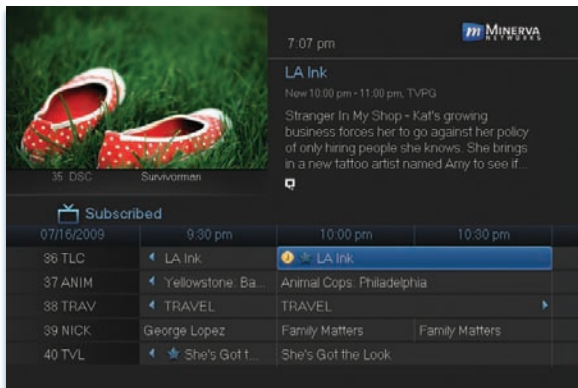 m MINERVA
NETWORKS
7:07 pm
LA Ink
New 10:00 pm - 11:00 pm, TVPG
Stranger In My Shop - Kat's growing
business forces her to go against her policy
of only hiring people she knows. She brings
in a new tattoo artist named Amy to see if...
35 DSC Survivorman
Subscribed
07/16/2009 9:30 pm 10:00 pm 10:30 pm
36 TLC LA Ink LA Ink
37 ANIM Yellowstone: Ba... Animal Cops: Philadelphia
38 TRAV TRAVEL TRAVEL
39 NICK George Lopez Family Matters Family Matters
40 TVL She's Got t... She's Got the Look